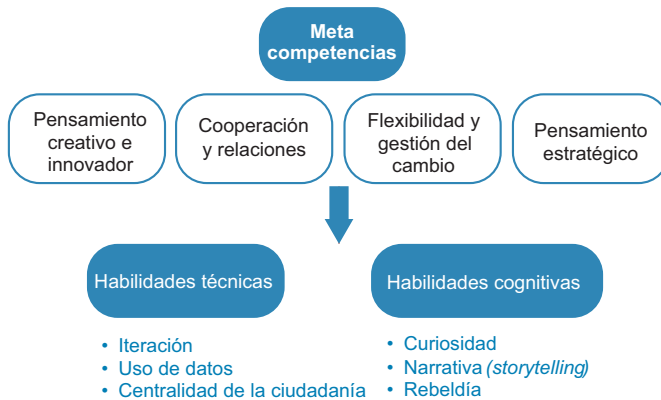 Meta
competencias
Pensamiento
creativo e
innovador
Cooperación
y relaciones
Flexibilidad y
gestión del
cambio
Pensamiento
estratégico
Habilidades técnicas
Habilidades cognitivas
• Iteración
• Uso de datos
• Centralidad de la ciudadanía
• Curiosidad
• Narrativa (storytelling)
• Rebeldía